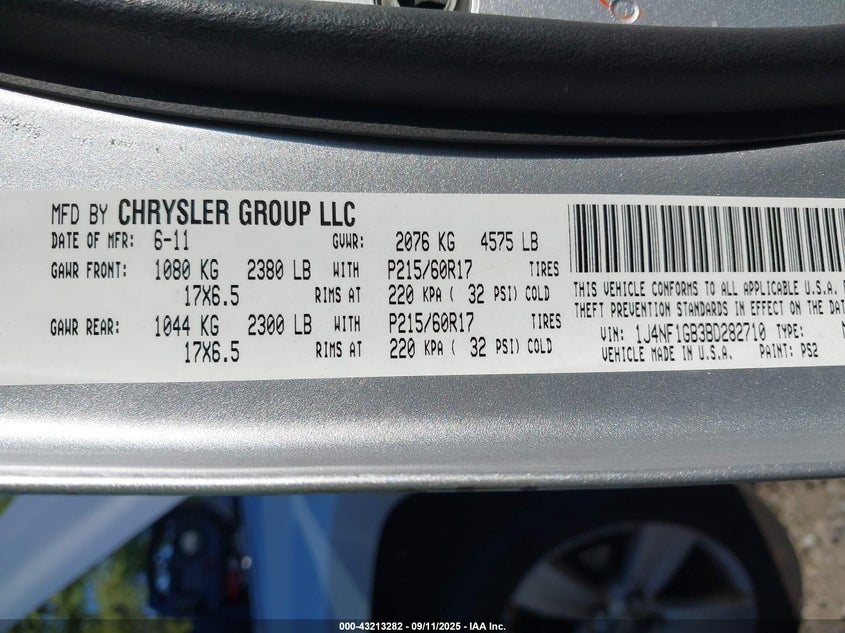 MFD BY CHRYSLER GROUP LLC
DATE OF MFR: 6-11 GVWR: 2076 KG 4575 LB
GAWR FRONT: 1080 KG 2380 LB WITH P215/60R17 TIRES
17X6.5 RIMS AT 220 KPA ( 32 PSI) COLD
GAWR REAR: 1044 KG 2300 LB WITH P215/60R17 TIRES
17X6.5 RIMS AT 220 KPA ( 32 PSI) COLD
THIS VEHICLE CONFORMS TO ALL APPLICABLE U.S.A.
THEFT PREVENTION STANDARDS IN EFFECT ON THE
VIN: 1J4NF1GB3BD282710 TYPE:
VEHICLE MADE IN U.S.A. PAINT: PS2
000-43213282 - 09/11/2025 - IAA Inc.